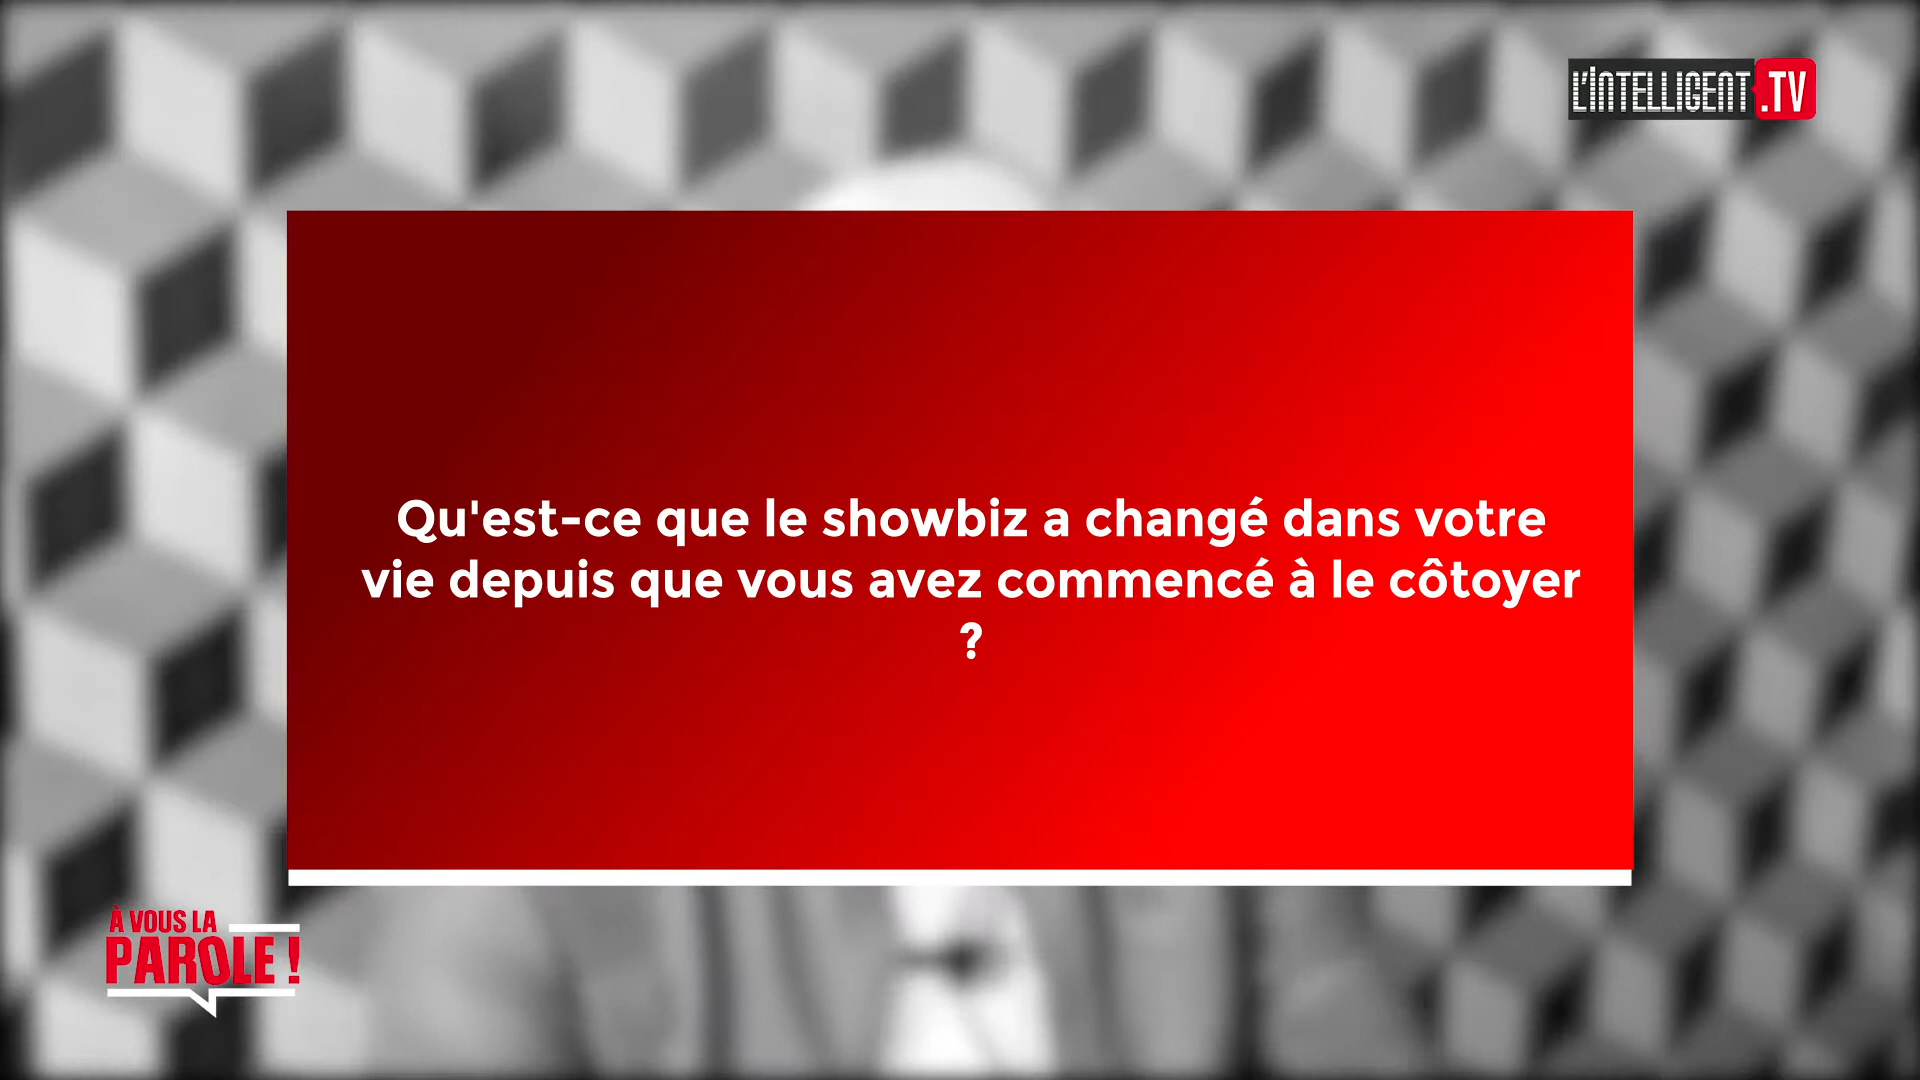 L'INTELLIGENT.TV
Qu'est-ce que le showbiz a changé dans votre
vie depuis que vous avez commencé à le côtoyer
?
À VOUS LA
PAROLE !